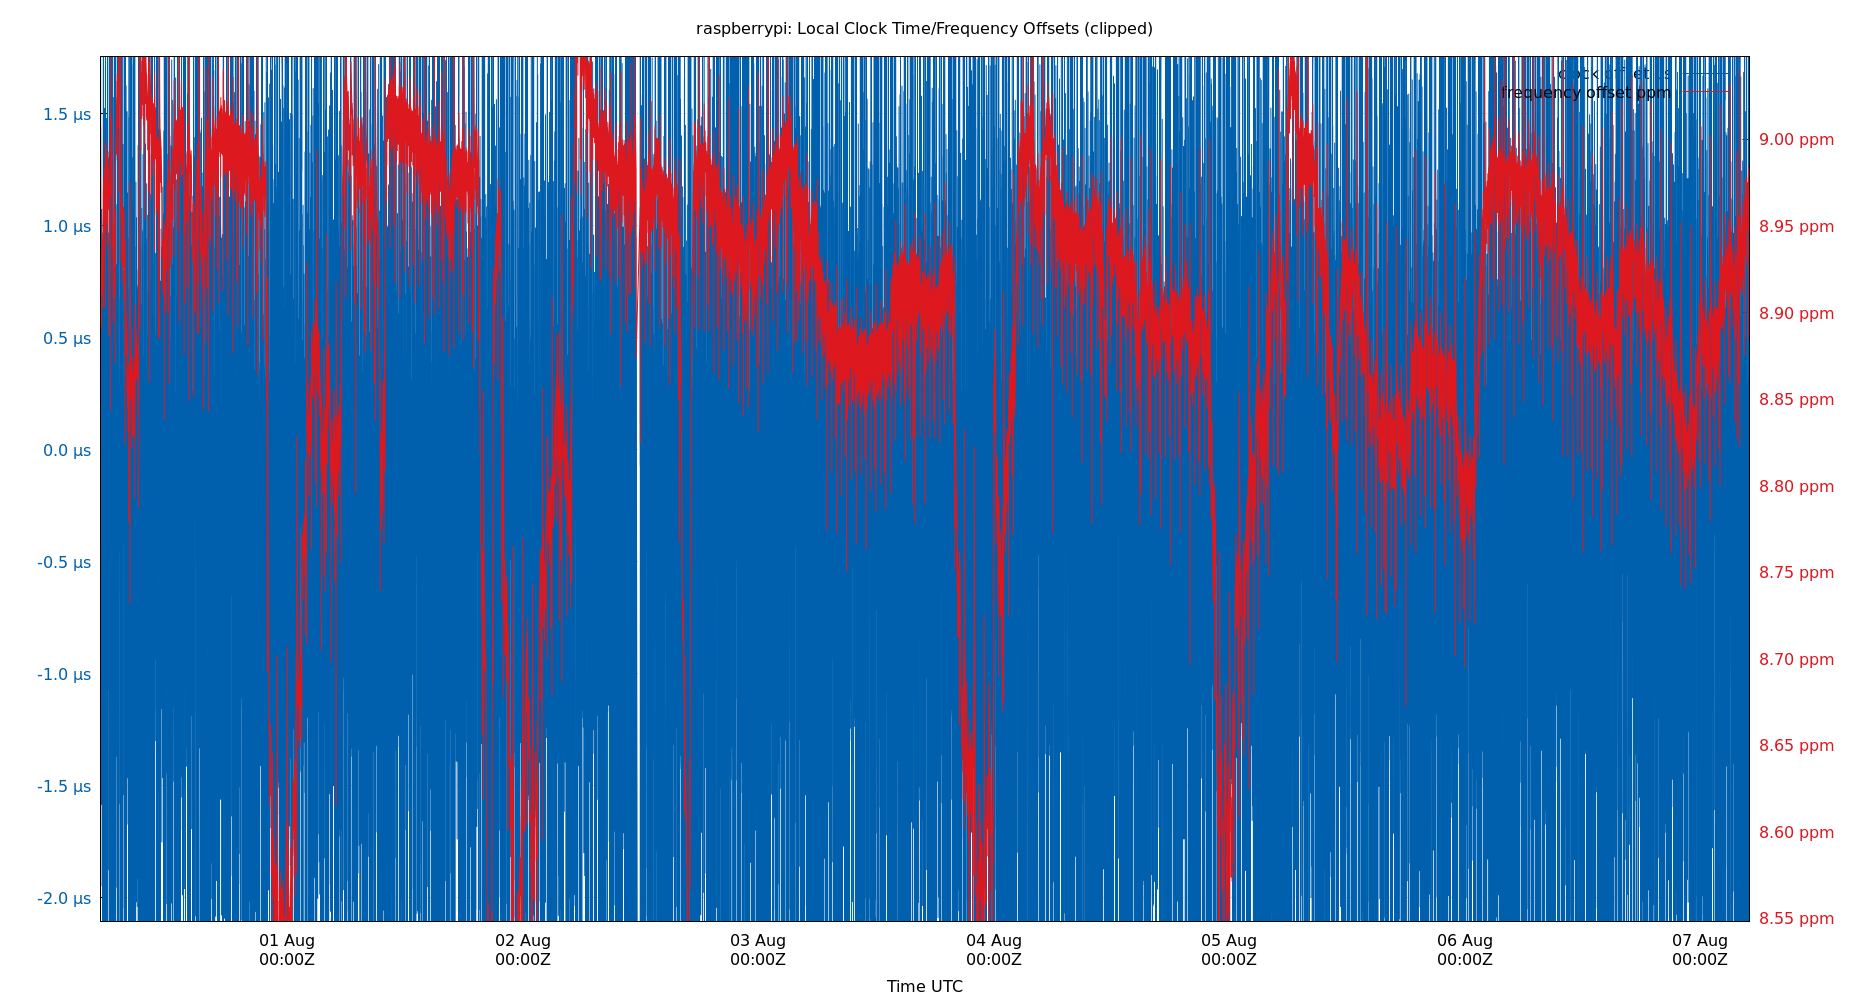 raspberrypi: Local Clock Time/Frequency Offsets (clipped)
clock offset
frequency offset ppm
1.5 µs
1.0 µs
0.5 µs
0.0 µs
-0.5 µs
-1.0 µs
-1.5 µs
-2.0 µs
9.00 ppm
8.95 ppm
8.90 ppm
8.85 ppm
8.80 ppm
8.75 ppm
8.70 ppm
8.65 ppm
8.60 ppm
8.55 ppm
01 Aug
00:00Z
02 Aug
00:00Z
03 Aug
00:00Z
04 Aug
00:00Z
05 Aug
00:00Z
06 Aug
00:00Z
07 Aug
00:00Z
Time UTC